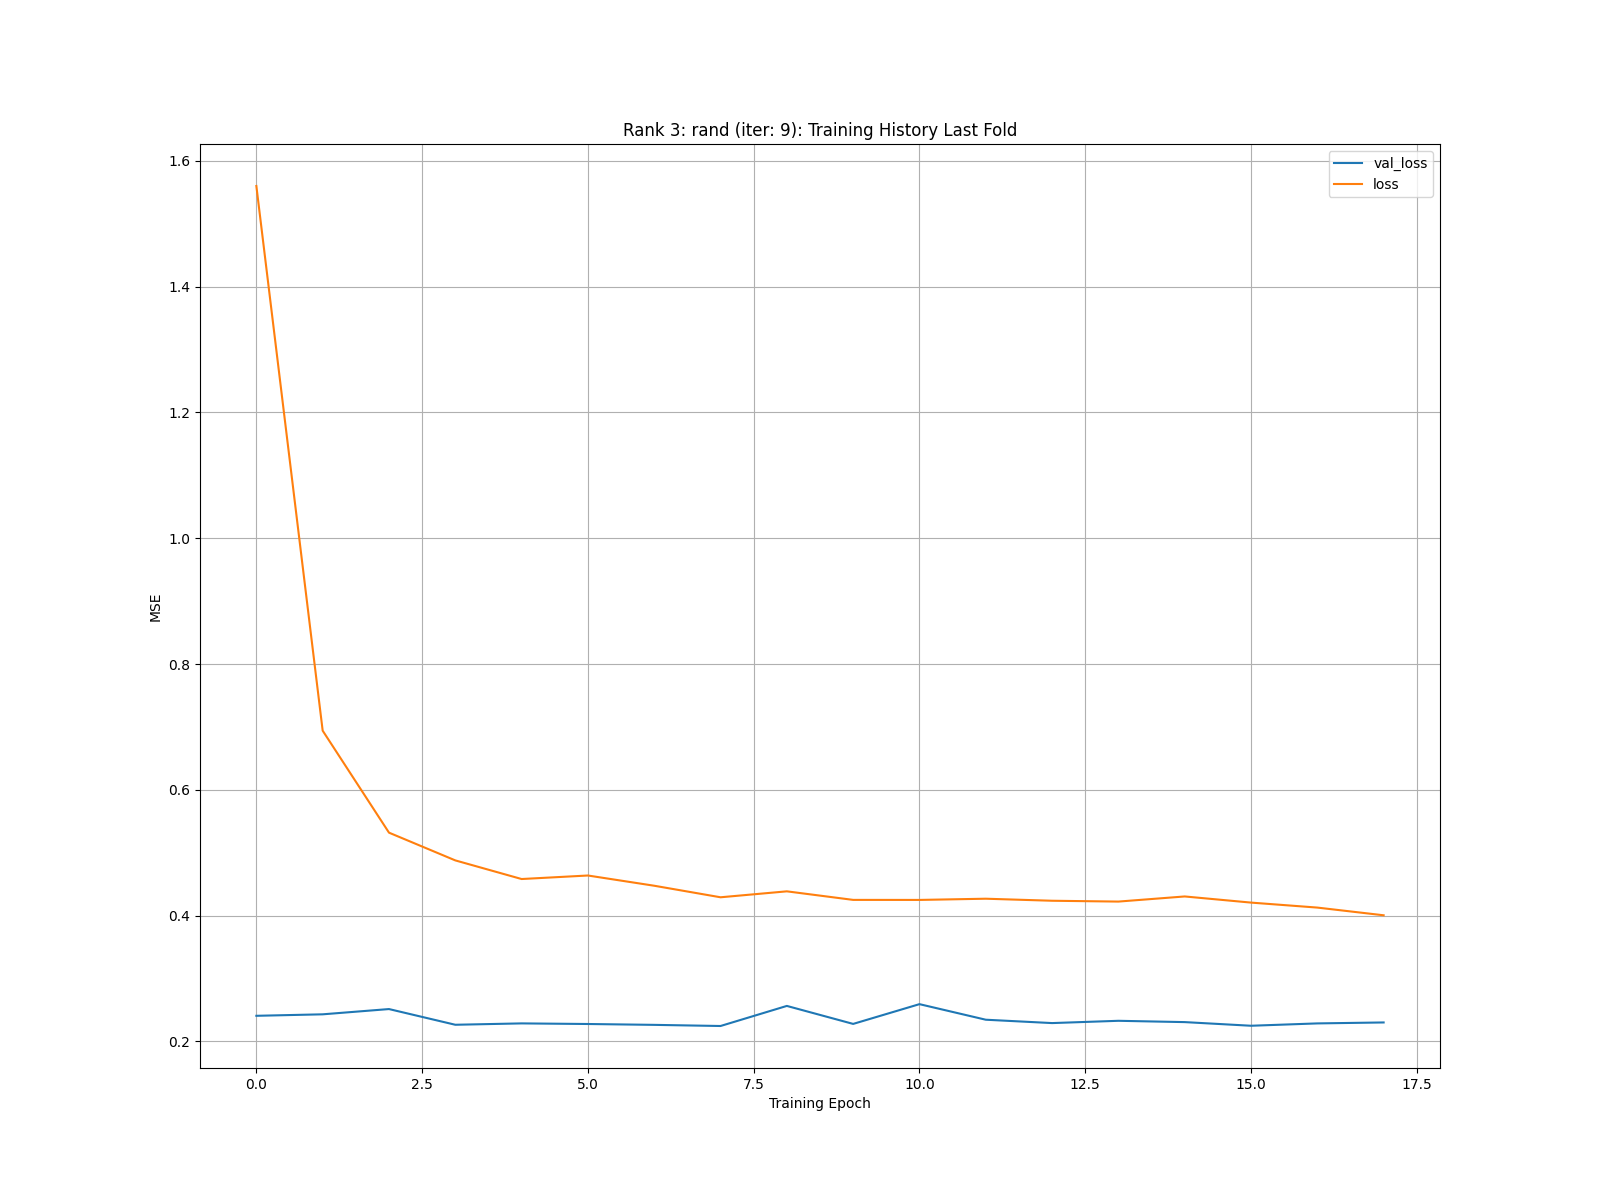 Rank 3: rand (iter: 9): Training History Last Fold
val_loss
loss
1.6
1.4
1.2
1.0
0.8
0.6
0.4
0.2
MSE
0.0 2.5 5.0 7.5 10.0 12.5 15.0 17.5
Training Epoch